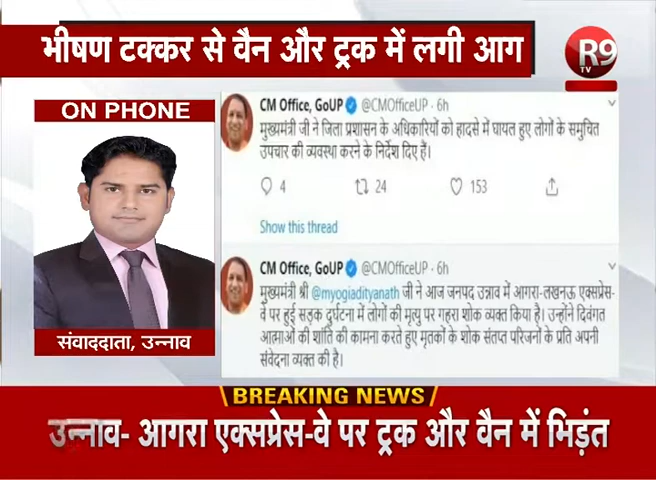 भीषण टक्कर से वैन और ट्रक में लगी आग
R9
TV
ON PHONE
संवाददाता, उन्नाव
CM Office, GoUP @CMOfficeUP · 6h
मुख्यमंत्री जी ने जिला प्रशासन के अधिकारियों को हादसे में घायल हुए लोगों के समुचित
उपचार की व्यवस्था करने के निर्देश दिए हैं।
4 24 153
Show this thread
CM Office, GoUP @CMOfficeUP · 6h
मुख्यमंत्री श्री @myogiadityanath जी ने आज जनपद उन्नाव में आगरा-लखनऊ एक्सप्रेस-
वे पर हुई सड़क दुर्घटना में लोगों की मृत्यु पर गहरा शोक व्यक्त किया है। उन्होंने दिवंगत
आत्माओं की शांति की कामना करते हुए मृतकों के शोक संतप्त परिजनों के प्रति अपनी
संवेदना व्यक्त की है।
BREAKING NEWS
उन्नाव- आगरा एक्सप्रेस-वे पर ट्रक और वैन में भिड़ंत